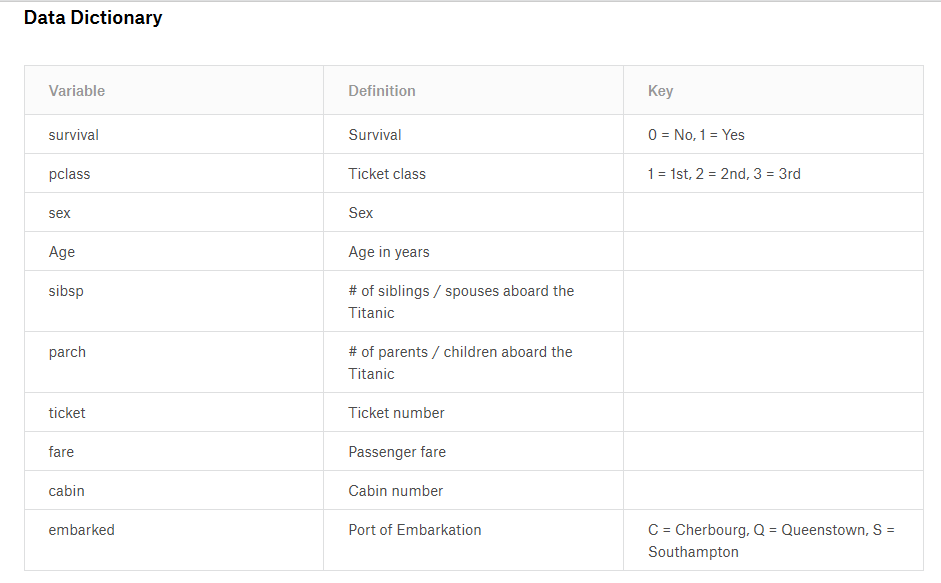 Data Dictionary
Variable Definition Key
survival Survival 0 = No, 1 = Yes
pclass Ticket class 1 = 1st, 2 = 2nd, 3 = 3rd
sex Sex
Age Age in years
sibsp # of siblings / spouses aboard the
Titanic
parch # of parents / children aboard the
Titanic
ticket Ticket number
fare Passenger fare
cabin Cabin number
embarked Port of Embarkation C = Cherbourg, Q = Queenstown, S =
Southampton